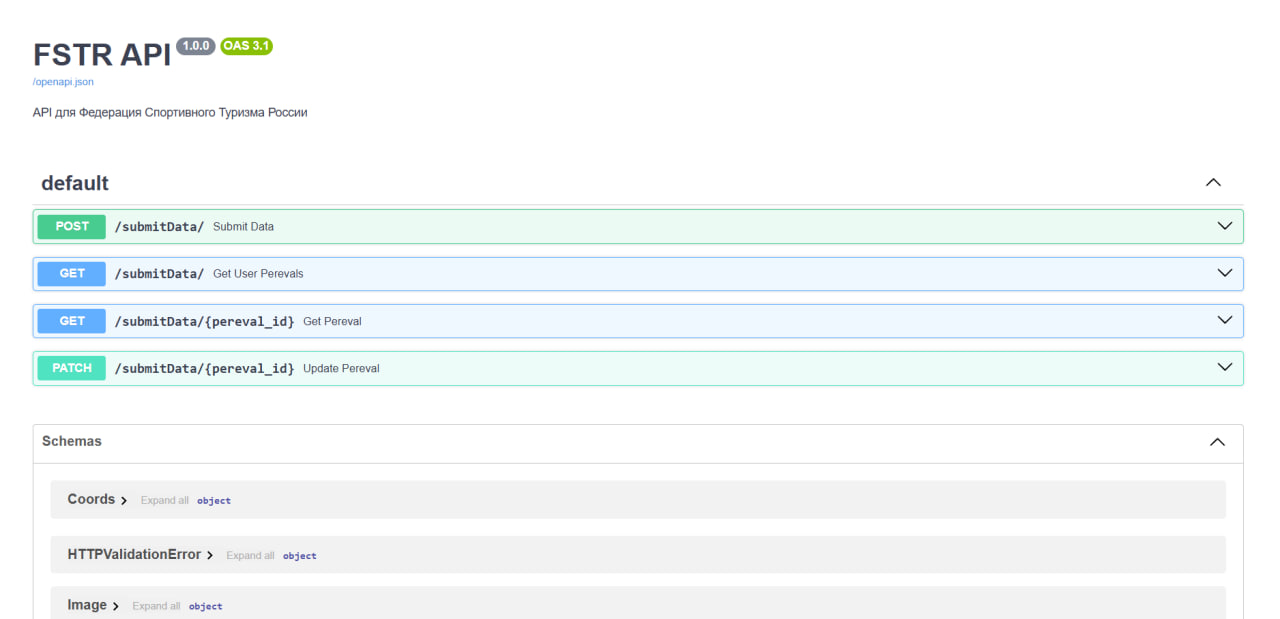 FSTR API 1.0.0 OAS 3.1
/openapi.json
API для Федерация Спортивного Туризма России
default
POST /submitData/ Submit Data
GET /submitData/ Get User Perevals
GET /submitData/{pereval_id} Get Pereval
PATCH /submitData/{pereval_id} Update Pereval
Schemas
Coords Expand all object
HTTPValidationError Expand all object
Image Expand all object